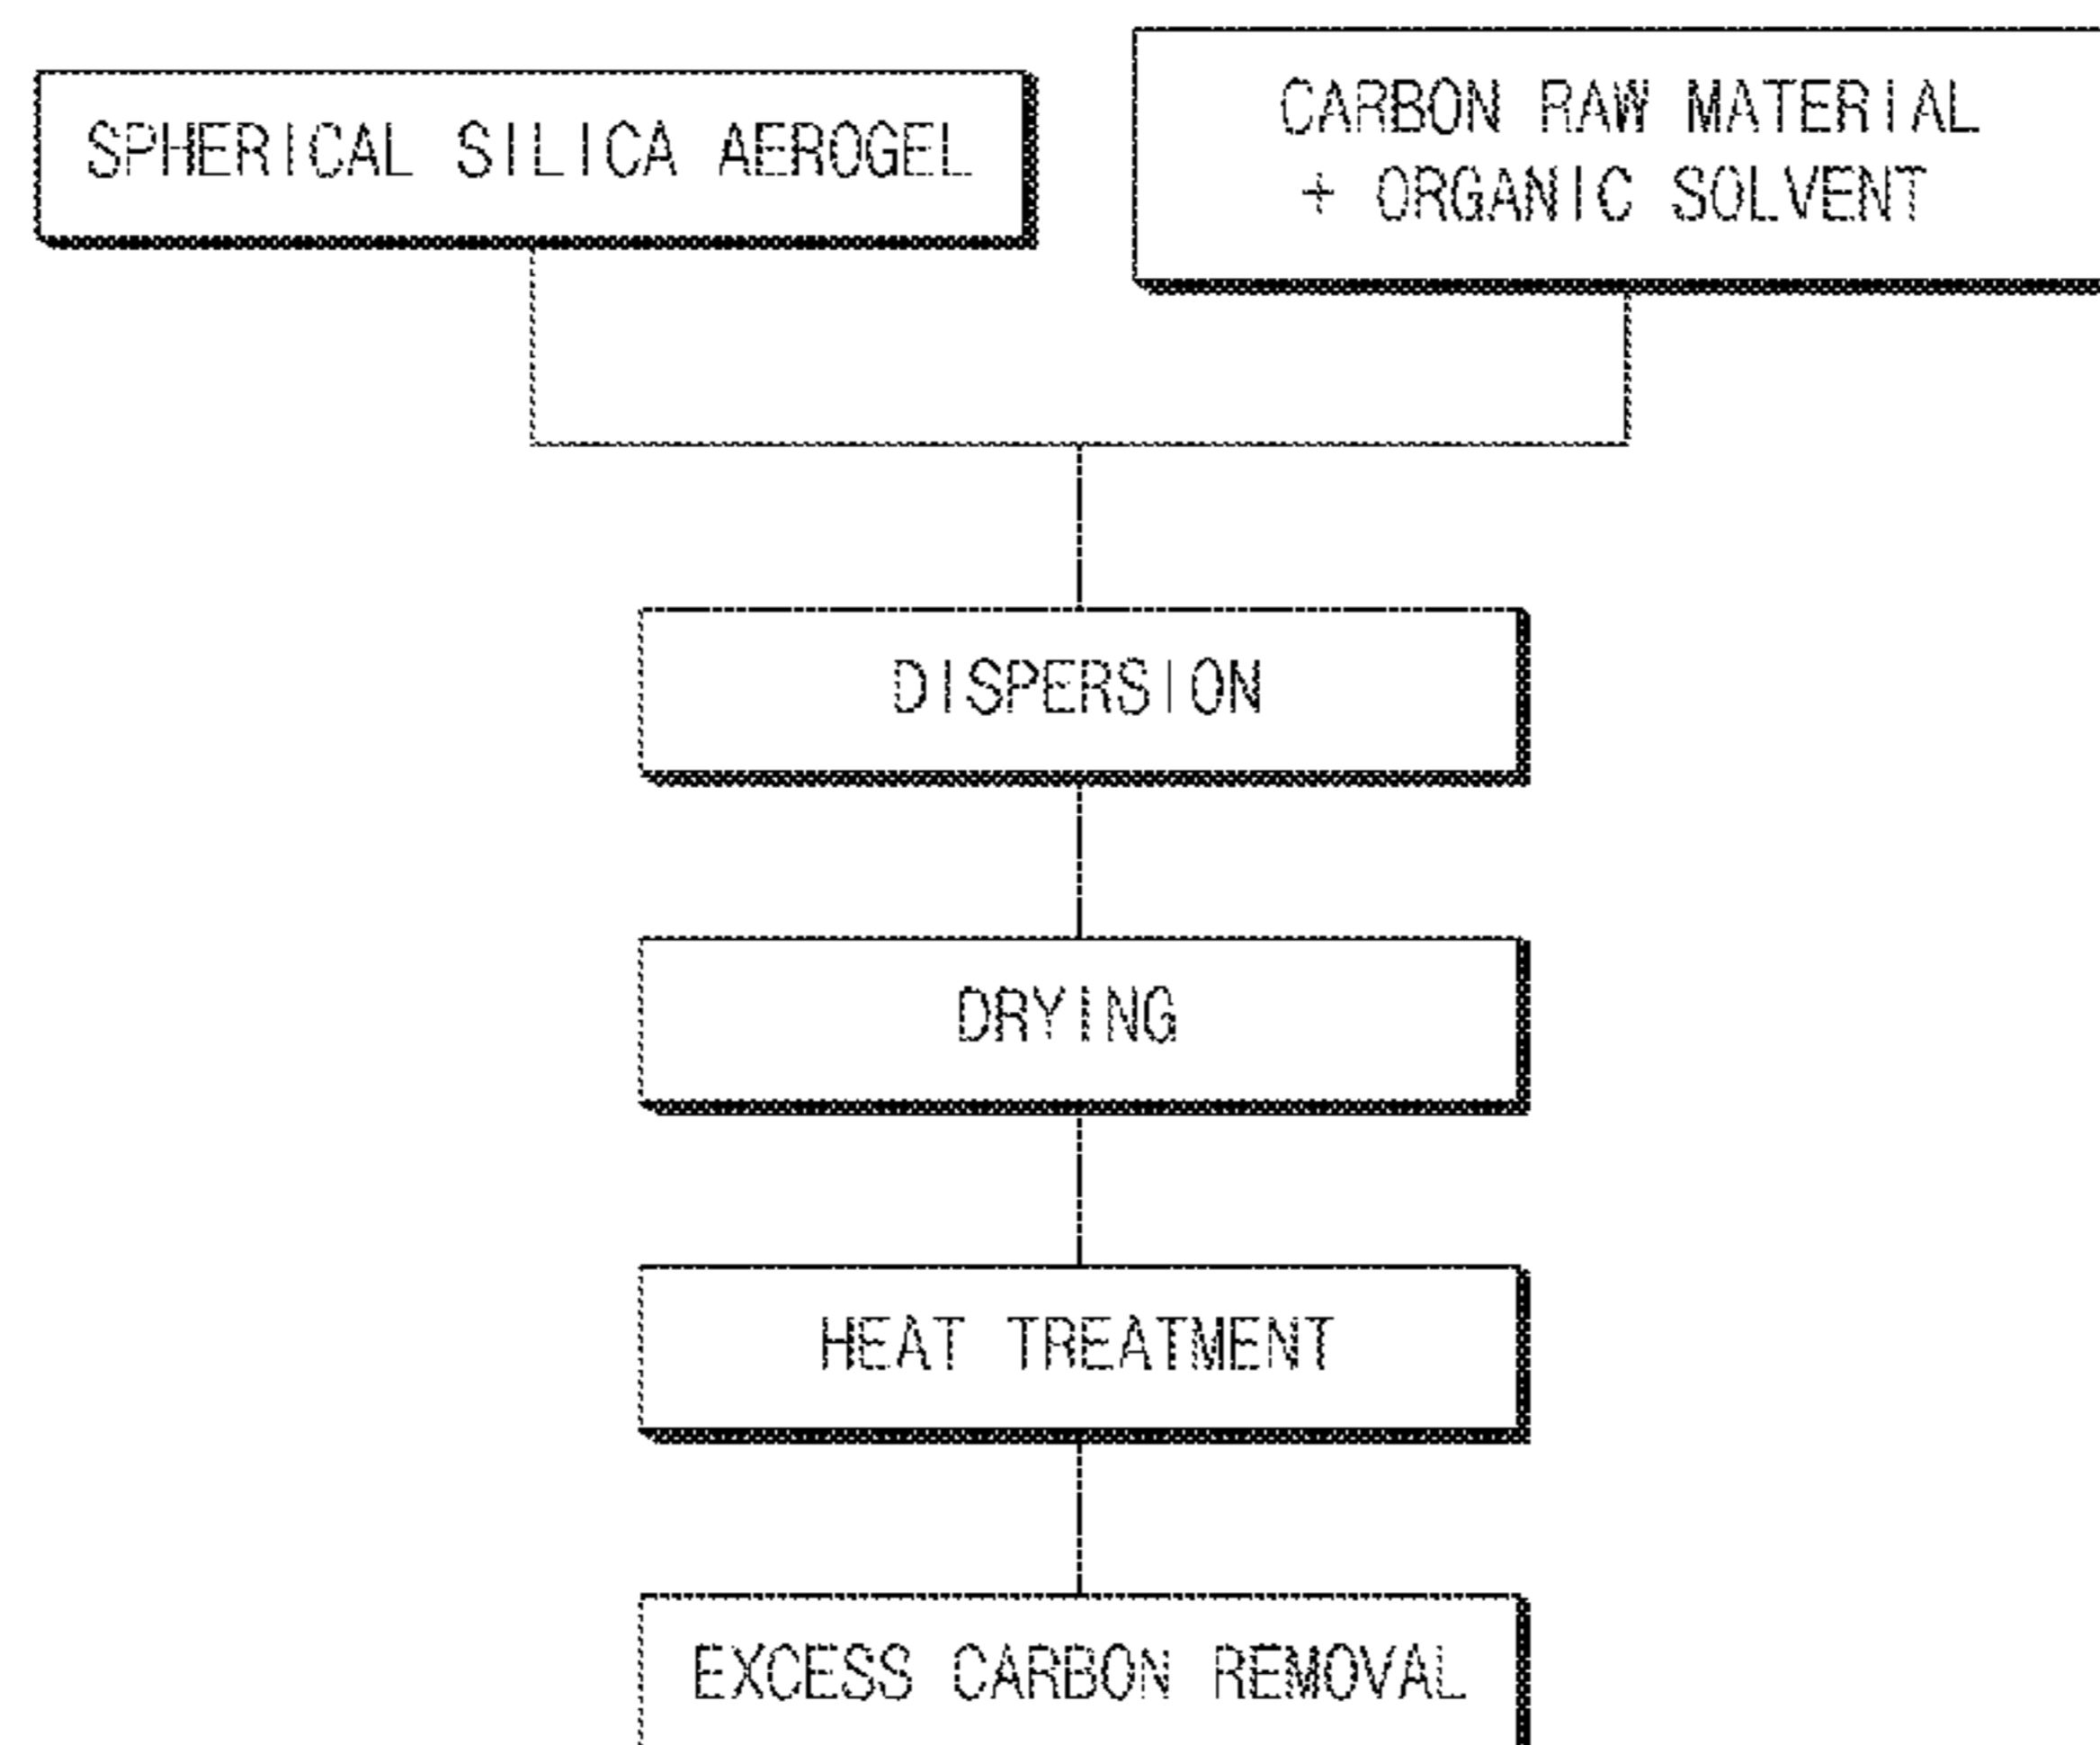 SPHERICAL SILICA AEROGEL
CARBON RAW MATERIAL
+ ORGANIC SOLVENT
DISPERSION
DRYING
HEAT TREATMENT
EXCESS CARBON REMOVAL